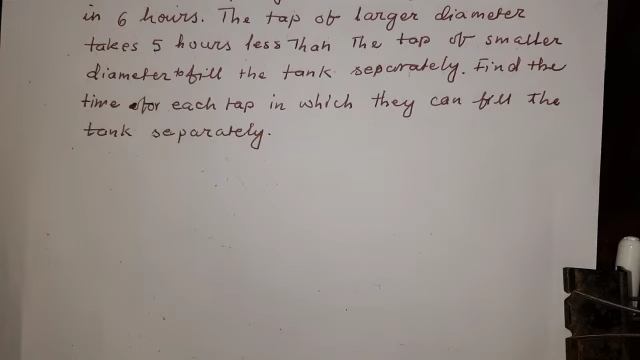 in 6 hours. The tap of larger diameter
takes 5 hours less than the tap of smaller
diameter to fill the tank separately. Find the
time for each tap in which they can fill the
tank separately.